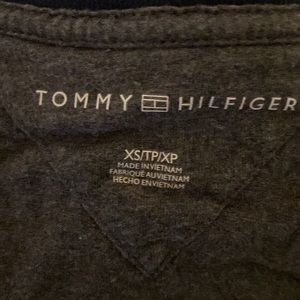 TOMMY HILFIGER
XS/TP/XP
MADE IN VIETNAM
FABRIQUÉ AU VIETNAM
HECHO EN VIETNAM